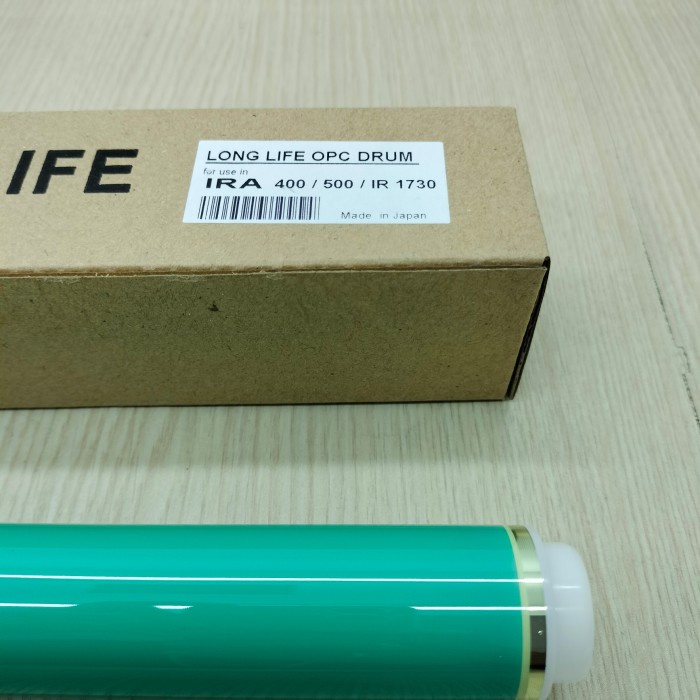 IFE
LONG LIFE OPC DRUM
for use in
IRA 400 / 500 / IR 1730
Made in Japan